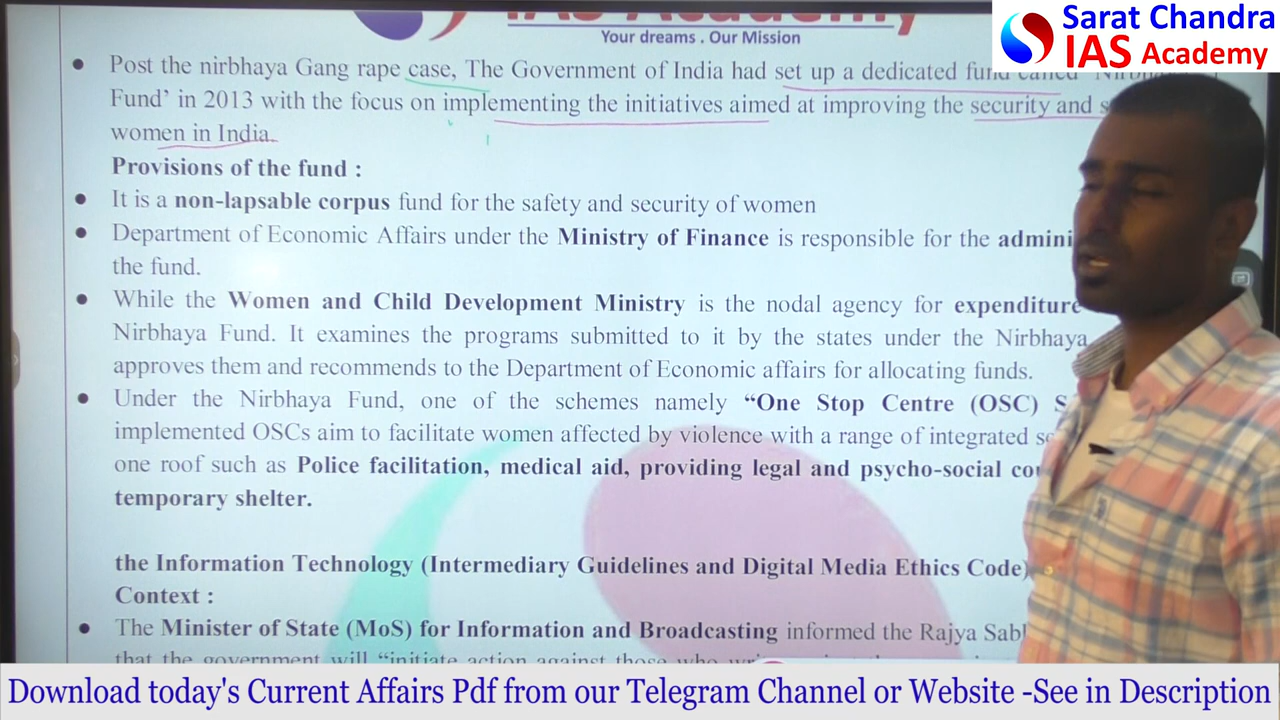 IAS Academy
Your dreams . Our Mission
Sarat Chandra
IAS Academy
• Post the nirbhaya Gang rape case, The Government of India had set up a dedicated fund called
Fund’ in 2013 with the focus on implementing the initiatives aimed at improving the security and
women in India.
Provisions of the fund :
• It is a non-lapsable corpus fund for the safety and security of women
• Department of Economic Affairs under the Ministry of Finance is responsible for the
the fund.
• While the Women and Child Development Ministry is the nodal agency for expenditure
Nirbhaya Fund. It examines the programs submitted to it by the states under the Nirbhaya
approves them and recommends to the Department of Economic affairs for allocating funds.
• Under the Nirbhaya Fund, one of the schemes namely “One Stop Centre (OSC)
implemented OSCs aim to facilitate women affected by violence with a range of integrated
one roof such as Police facilitation, medical aid, providing legal and psycho-social
temporary shelter.
the Information Technology (Intermediary Guidelines and Digital Media Ethics Code)
Context :
• The Minister of State (MoS) for Information and Broadcasting informed the Rajya
that the government will “initiate action against those who
Download today's Current Affairs Pdf from our Telegram Channel or Website -See in Description